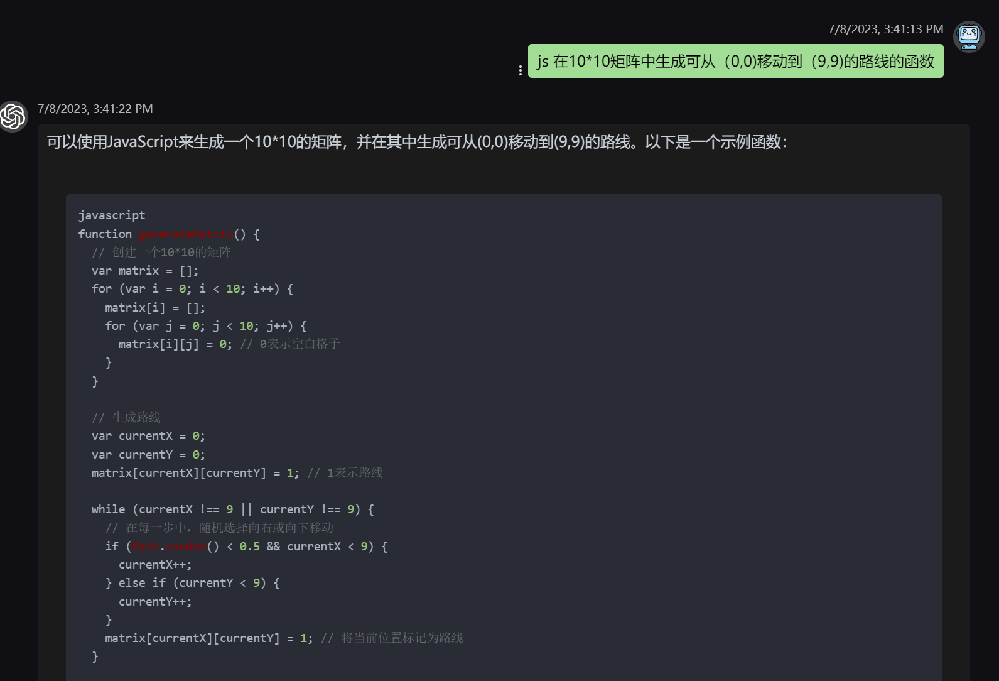 7/8/2023, 3:41:13 PM
js 在10*10矩阵中生成可从（0,0)移动到（9,9)的路线的函数
7/8/2023, 3:41:22 PM
可以使用JavaScript来生成一个10*10的矩阵，并在其中生成可从(0,0)移动到(9,9)的路线。以下是一个示例函数：
javascript
function generateMatrix() {
  // 创建一个10*10的矩阵
  var matrix = [];
  for (var i = 0; i < 10; i++) {
    matrix[i] = [];
    for (var j = 0; j < 10; j++) {
      matrix[i][j] = 0; // 0表示空白格子
    }
  }
  // 生成路线
  var currentX = 0;
  var currentY = 0;
  matrix[currentX][currentY] = 1; // 1表示路线
  while (currentX !== 9 || currentY !== 9) {
    // 在每一步中，随机选择向右或向下移动
    if (Math.random() < 0.5 && currentX < 9) {
      currentX++;
    } else if (currentY < 9) {
      currentY++;
    }
    matrix[currentX][currentY] = 1; // 将当前位置标记为路线
  }